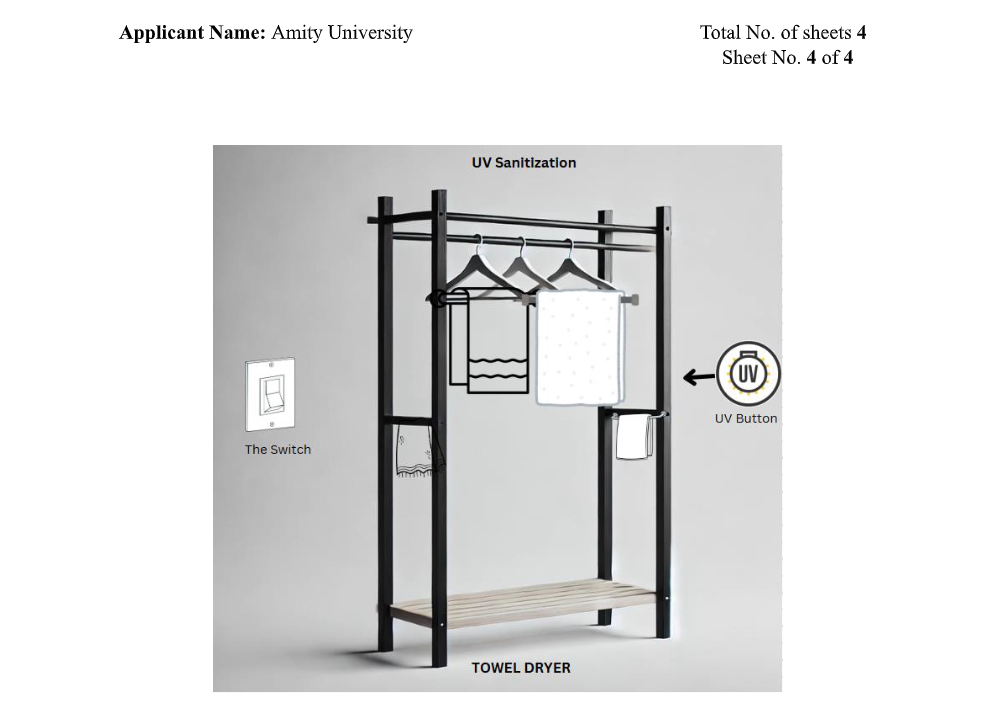 Applicant Name: Amity University
Total No. of sheets 4
Sheet No. 4 of 4
UV Sanitization
UV
UV Button
The Switch
TOWEL DRYER